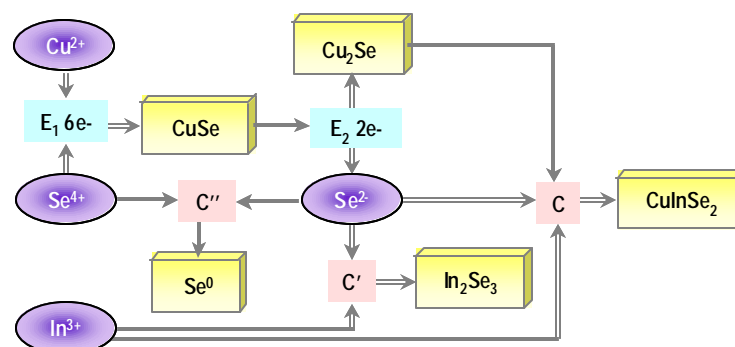 Cu²⁺
Cu₂Se
E₁ 6e-
CuSe
E₂ 2e-
Se⁴⁺
C′′
Se²⁻
C
CuInSe₂
Se⁰
C′
In₂Se₃
In³⁺